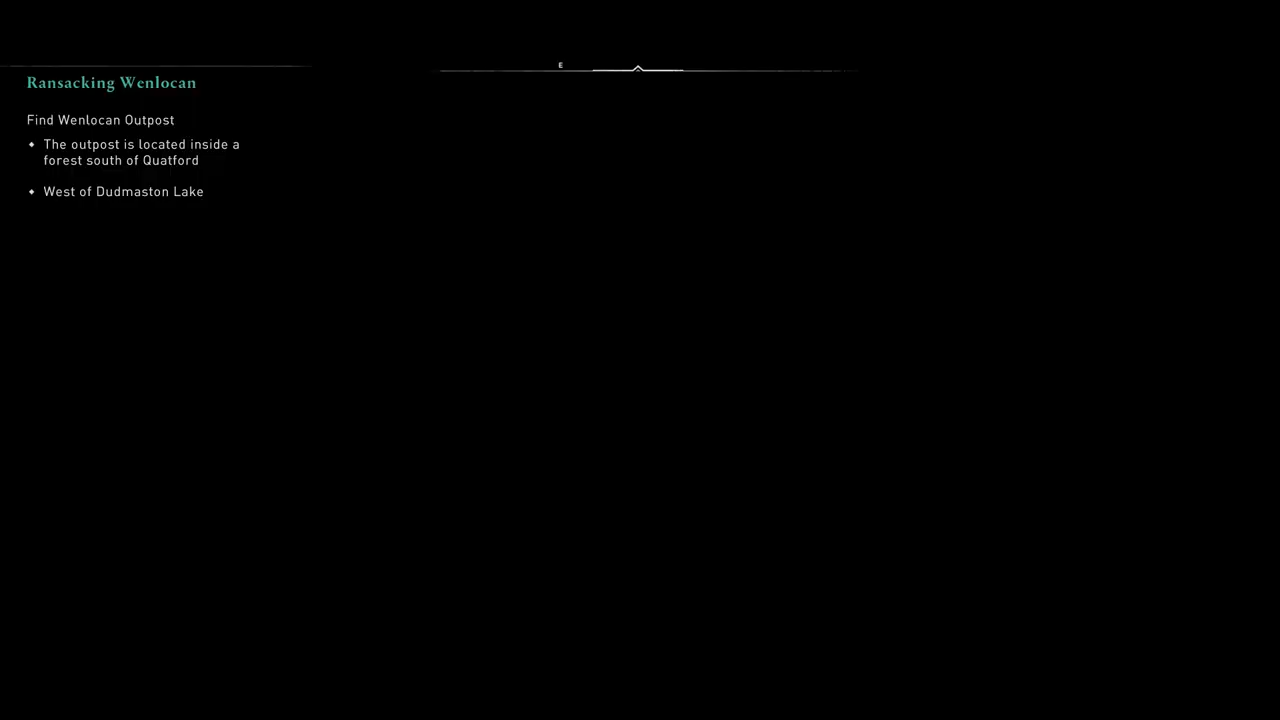 E
Ransacking Wenlocan
Find Wenlocan Outpost
The outpost is located inside a
forest south of Quatford
West of Dudmaston Lake